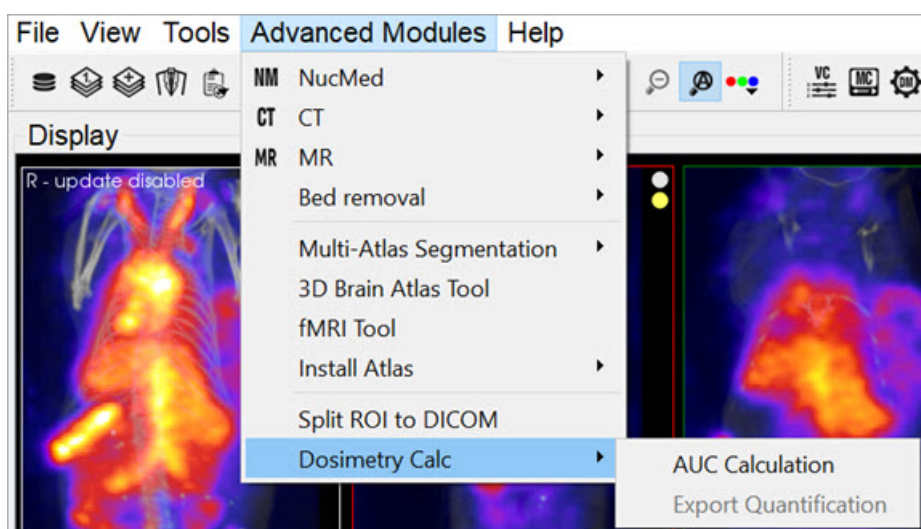 File View Tools Advanced Modules Help
NM NucMed
CT CT
MR MR
Bed removal
Multi-Atlas Segmentation
3D Brain Atlas Tool
fMRI Tool
Install Atlas
Split ROI to DICOM
Dosimetry Calc
AUC Calculation
Export Quantification
1
VC
MC
DM
Display
R - update disabled